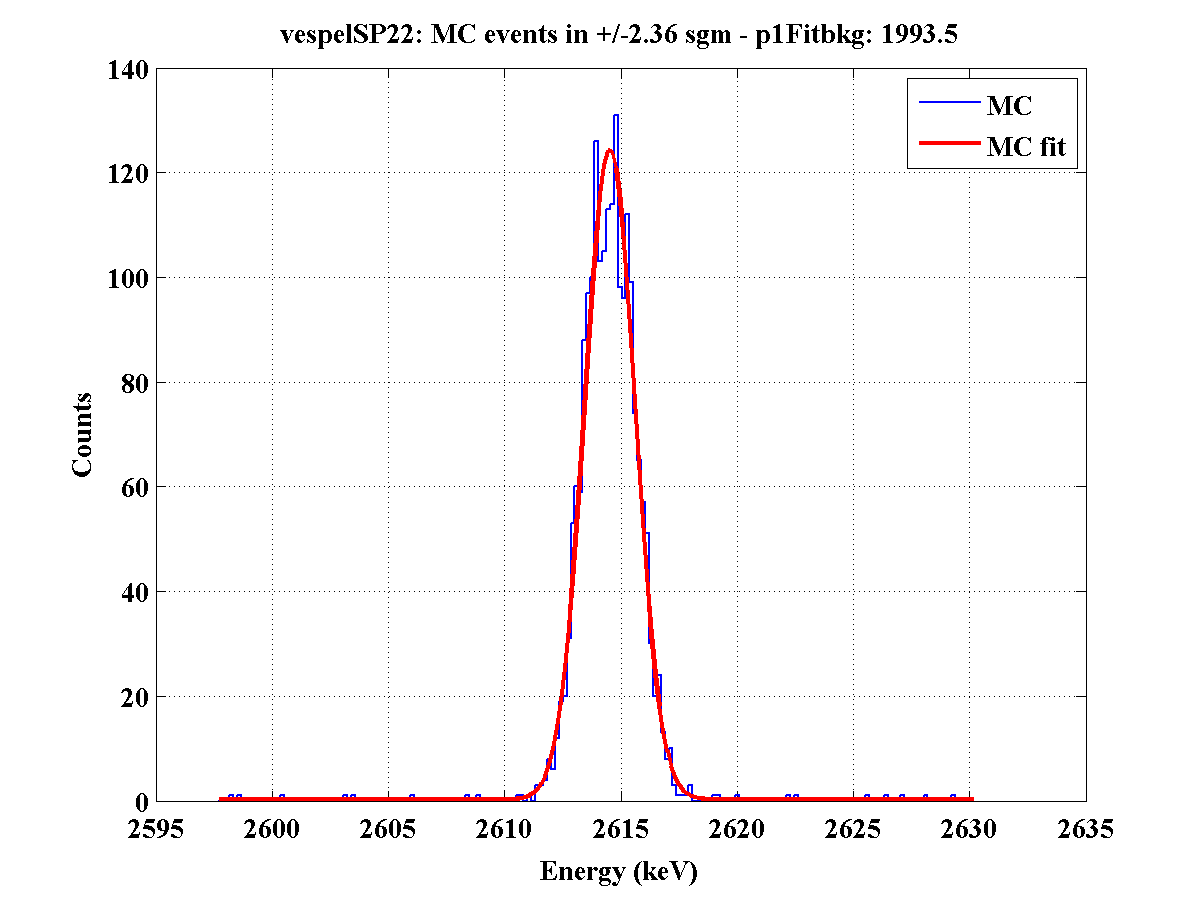 vespelSP22: MC events in +/-2.36 sgm - p1Fitbkg: 1993.5
140
120
100
80
60
40
20
0
Counts
MC
MC fit
2595 2600 2605 2610 2615 2620 2625 2630 2635
Energy (keV)